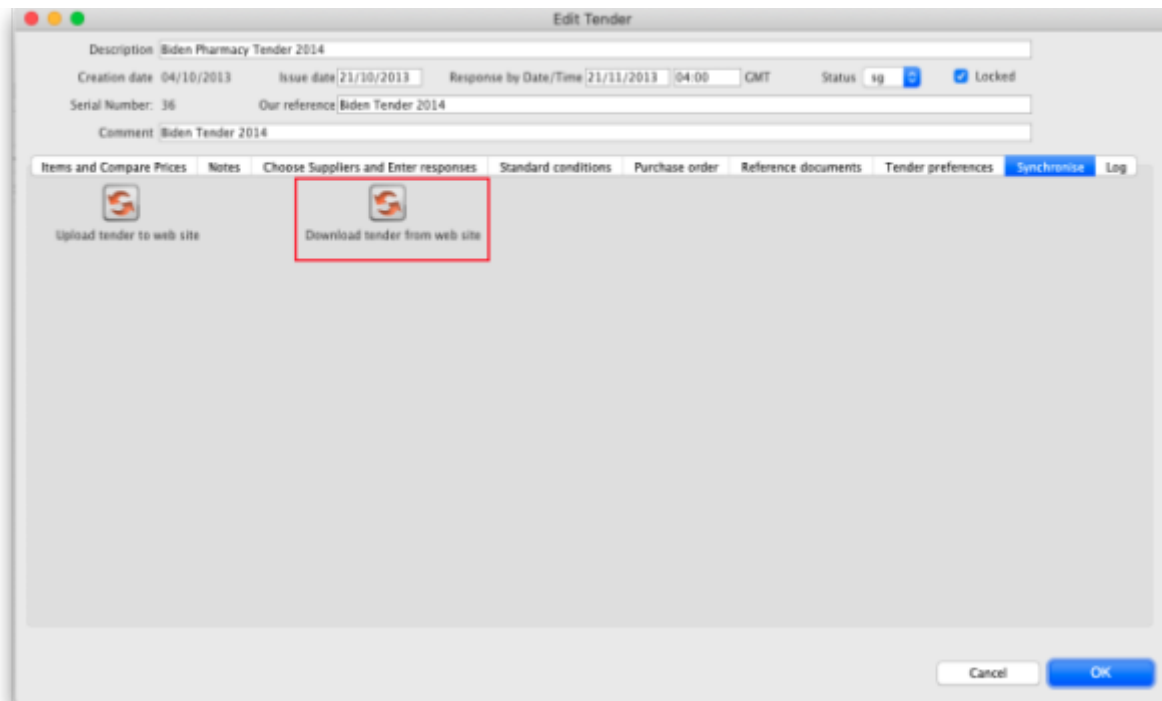 Edit Tender
Description Biden Pharmacy Tender 2014
Creation date 04/10/2013 Issue date 21/10/2013 Response by Date/Time 21/11/2013 04:00 GMT Status sg Locked
Serial Number: 36 Our reference Biden Tender 2014
Comment Biden Tender 2014
Items and Compare Prices Notes Choose Suppliers and Enter responses Standard conditions Purchase order Reference documents Tender preferences Synchronise Log
Upload tender to web site Download tender from web site
Cancel OK